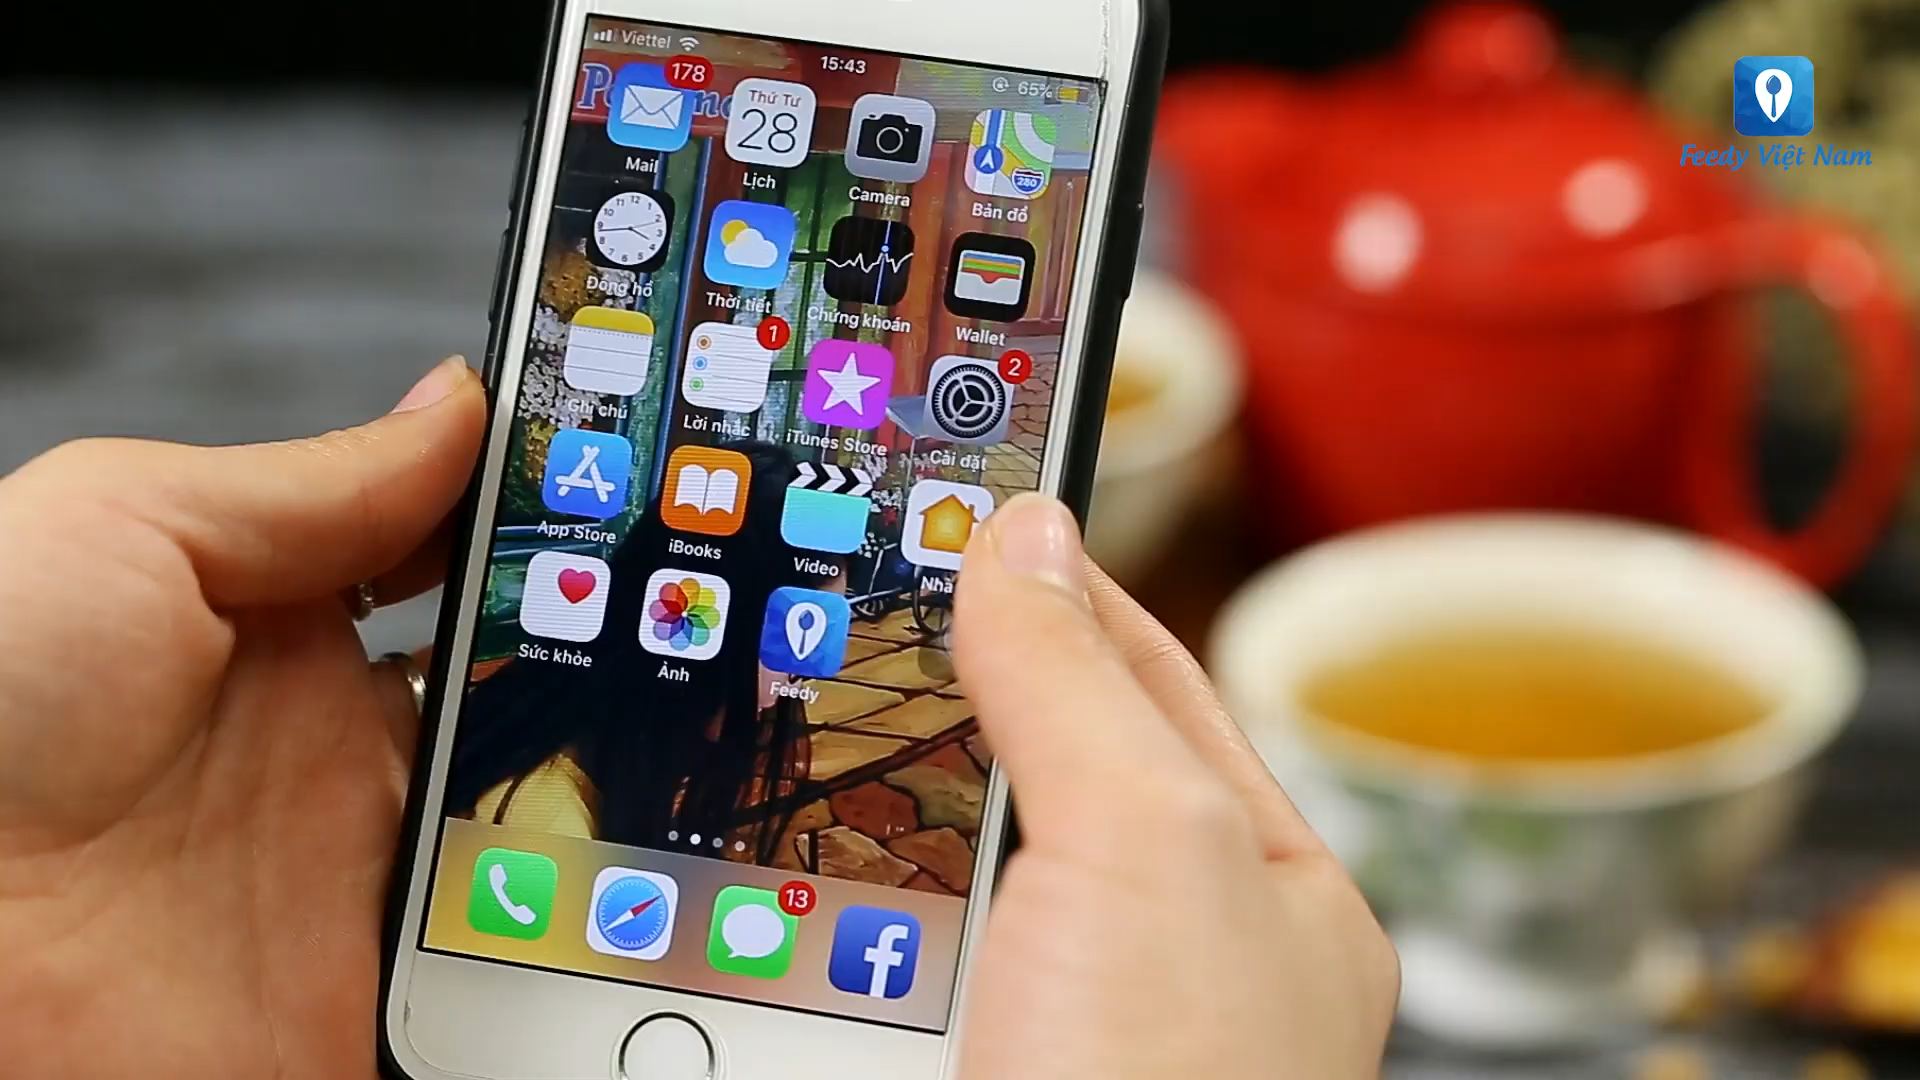 Viettel
15:43
65%
178
Thứ Tư
28
280
Mail
Lịch
Camera
Bản đồ
Đồng hồ
Thời tiết
Chứng khoán
Wallet
1
2
Ghi chú
Lời nhắc
iTunes Store
Cài đặt
App Store
iBooks
Video
Nhà
Sức khỏe
Ảnh
Feedy
13
Feedy Việt Nam